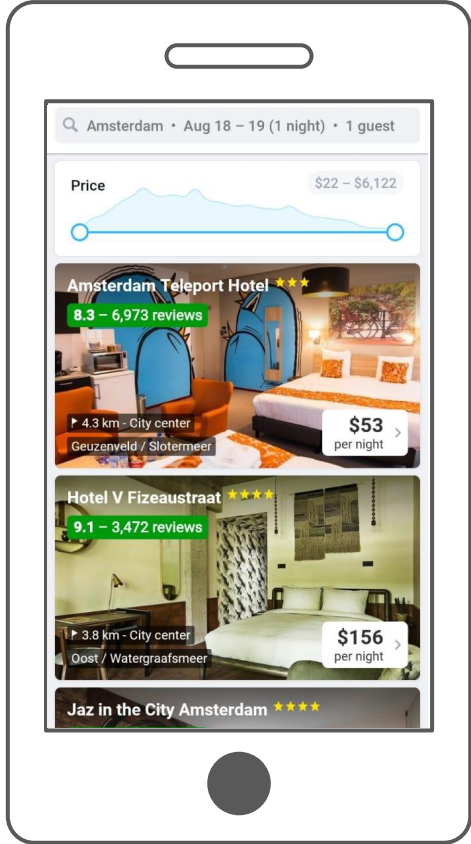 Amsterdam • Aug 18 – 19 (1 night) • 1 guest
Price
$22 – $6,122
Amsterdam Teleport Hotel
8.3 – 6,973 reviews
4.3 km - City center
Geuzenveld / Slotermeer
$53
per night
Hotel V Fizeaustraat
9.1 – 3,472 reviews
3.8 km - City center
Oost / Watergraafsmeer
$156
per night
Jaz in the City Amsterdam